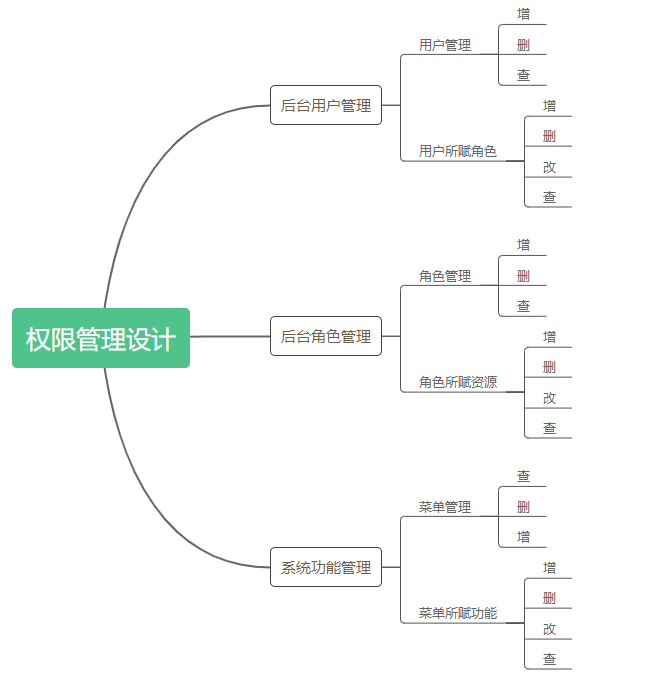 权限管理设计
后台用户管理
用户管理
增
删
查
用户所赋角色
增
删
改
查
后台角色管理
角色管理
增
删
查
角色所赋资源
增
删
改
查
系统功能管理
菜单管理
查
删
增
菜单所赋功能
增
删
改
查